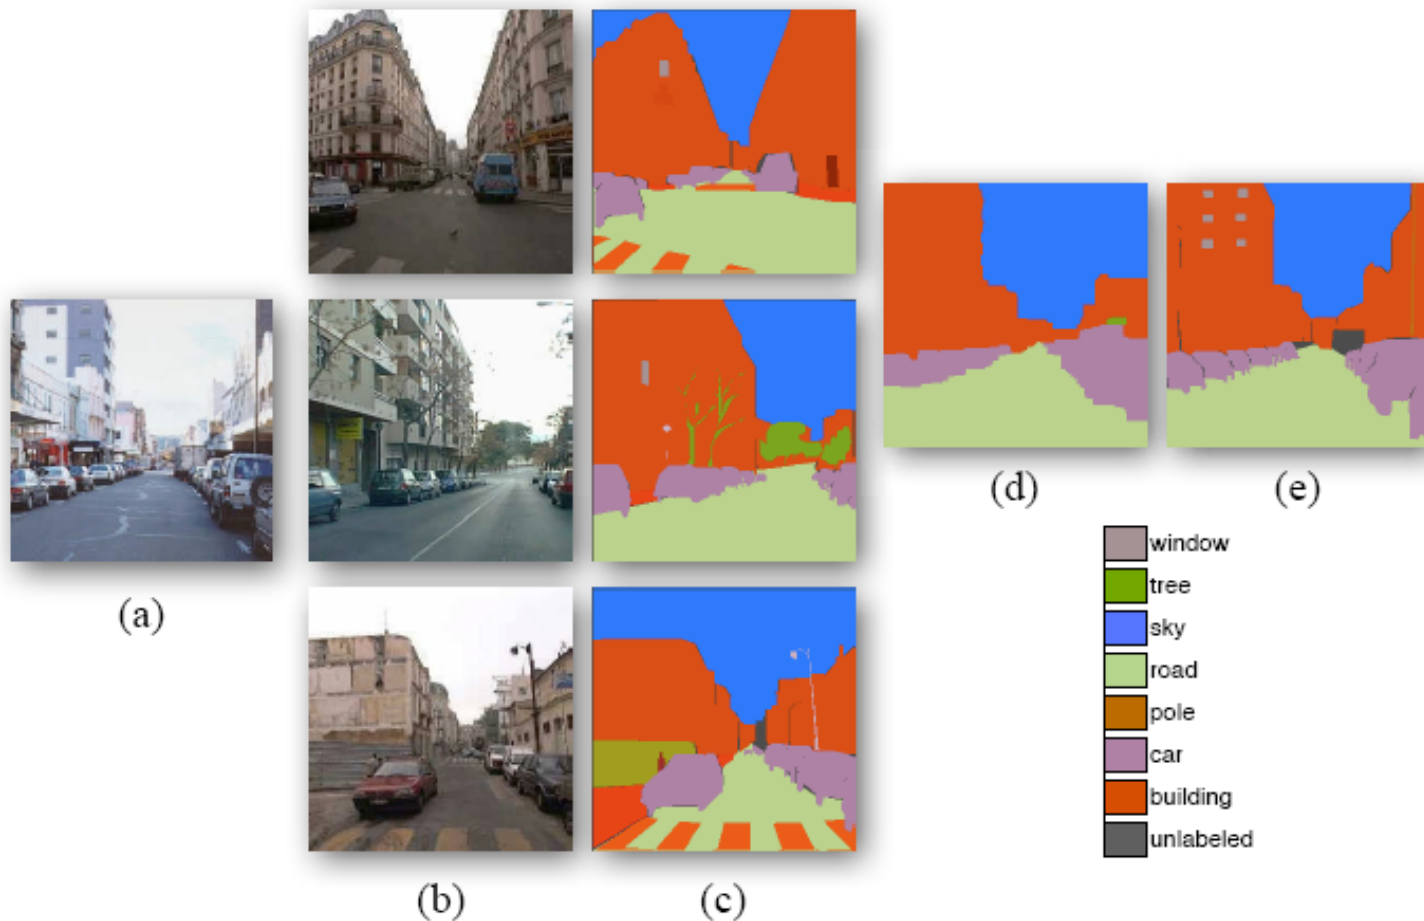 (a)
(b)
(c)
(d)
(e)
window
tree
sky
road
pole
car
building
unlabeled